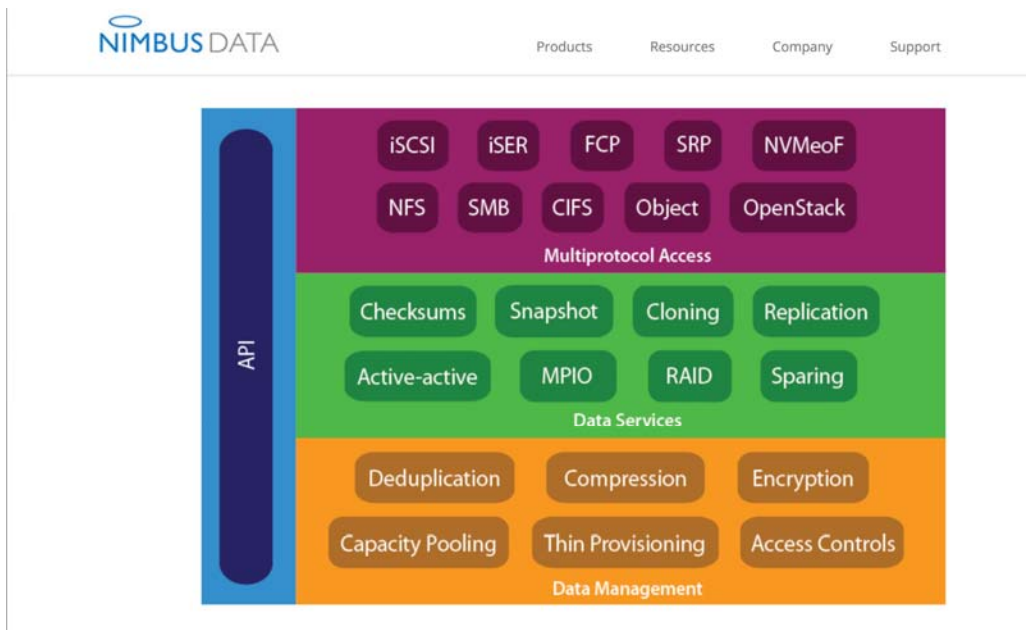 NIMBUS DATA
Products Resources Company Support
API
iSCSI iSER FCP SRP NVMeoF
NFS SMB CIFS Object OpenStack
Multiprotocol Access
Checksums Snapshot Cloning Replication
Active-active MPIO RAID Sparing
Data Services
Deduplication Compression Encryption
Capacity Pooling Thin Provisioning Access Controls
Data Management